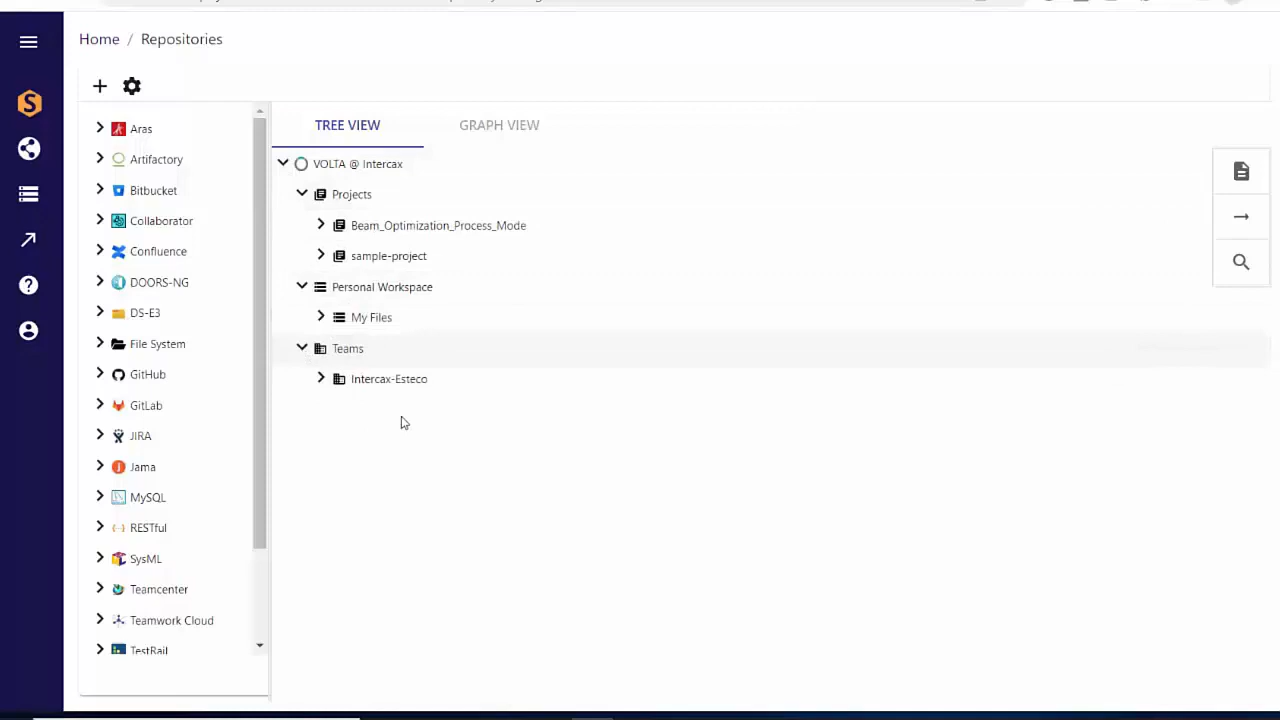 Home / Repositories
Aras
Artifactory
Bitbucket
Collaborator
Confluence
DOORS-NG
DS-E3
File System
GitHub
GitLab
JIRA
Jama
MySQL
RESTful
SysML
Teamcenter
Teamwork Cloud
TestRail
TREE VIEW GRAPH VIEW
VOLTA @ Intercax
Projects
Beam_Optimization_Process_Mode
sample-project
Personal Workspace
My Files
Teams
Intercax-Esteco